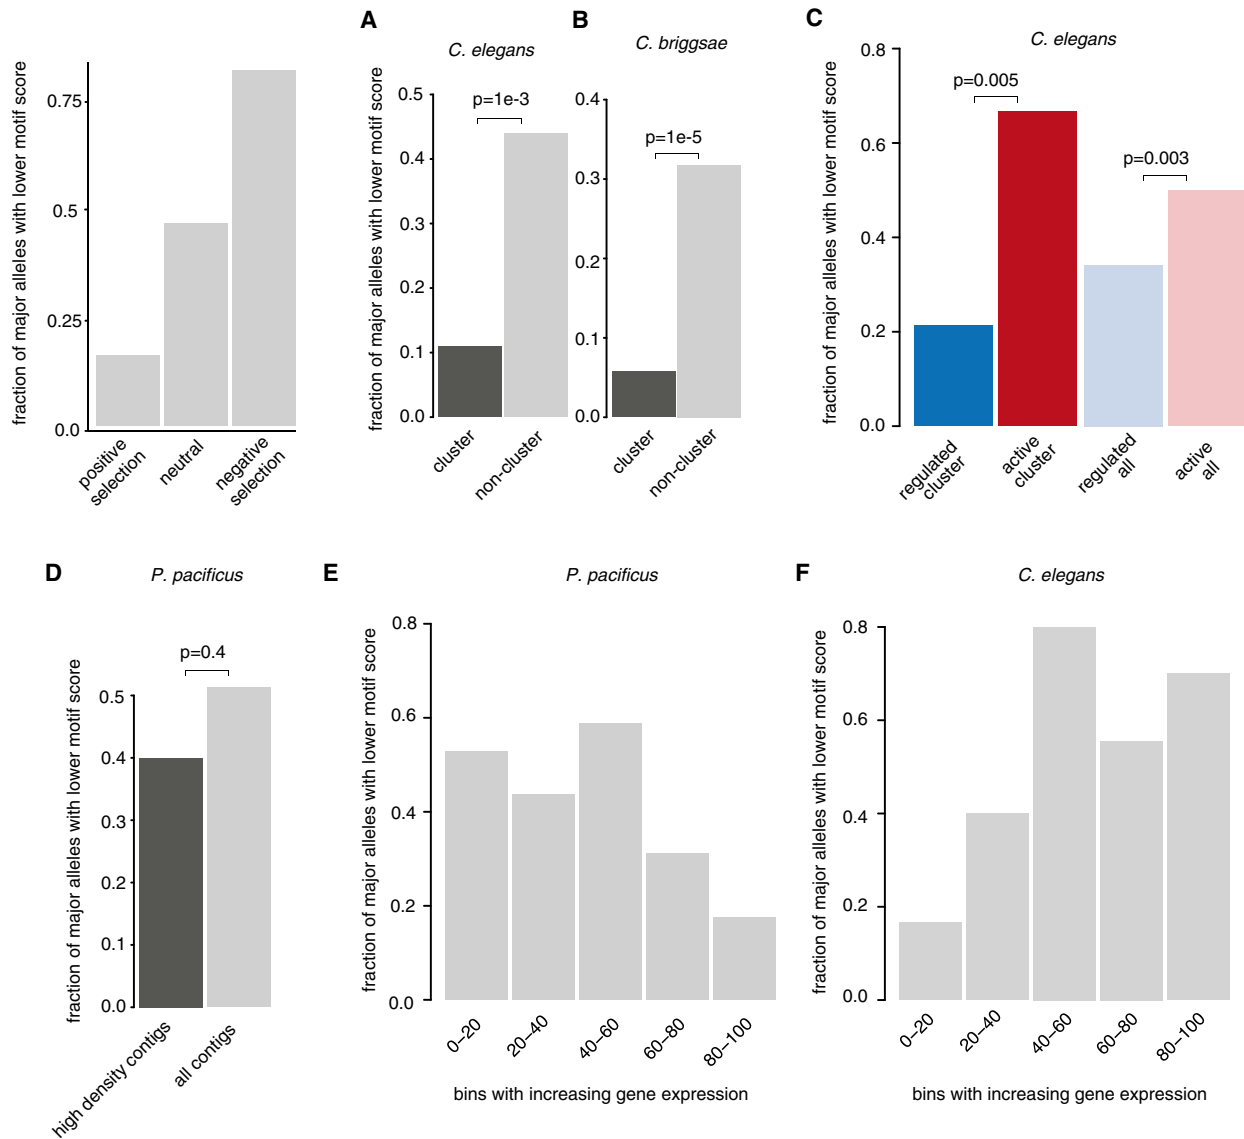 fraction of major alleles with lower motif score
0.75
0.5
0.25
0.0
positive
selection
neutral
negative
selection
A
C. elegans
fraction of major alleles with lower motif score
0.5
0.4
0.3
0.2
0.1
0.0
p=1e-3
cluster
non-cluster
B
C. briggsae
0.4
0.3
0.2
0.1
0.0
p=1e-5
cluster
non-cluster
C
C. elegans
fraction of major alleles with lower motif score
0.8
0.6
0.4
0.2
0.0
p=0.005
p=0.003
regulated
cluster
active
cluster
regulated
all
active
all
D
P. pacificus
fraction of major alleles with lower motif score
0.5
0.4
0.3
0.2
0.1
0.0
p=0.4
high density contigs
all contigs
E
P. pacificus
fraction of major alleles with lower motif score
0.8
0.6
0.4
0.2
0.0
0–20
20–40
40–60
60–80
80–100
bins with increasing gene expression
F
C. elegans
fraction of major alleles with lower motif score
0.8
0.6
0.4
0.2
0.0
0–20
20–40
40–60
60–80
80–100
bins with increasing gene expression